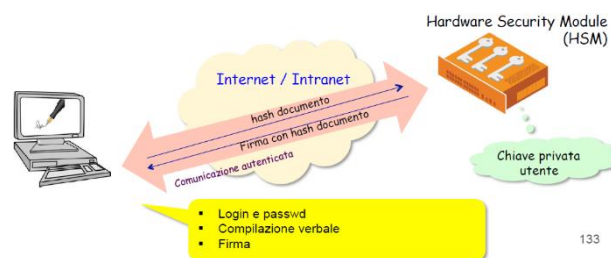 Hardware Security Module
(HSM)
Internet / Intranet
hash documento
Firma con hash documento
Comunicazione autenticata
Chiave privata
utente
▪ Login e passwd
▪ Compilazione verbale
▪ Firma
133